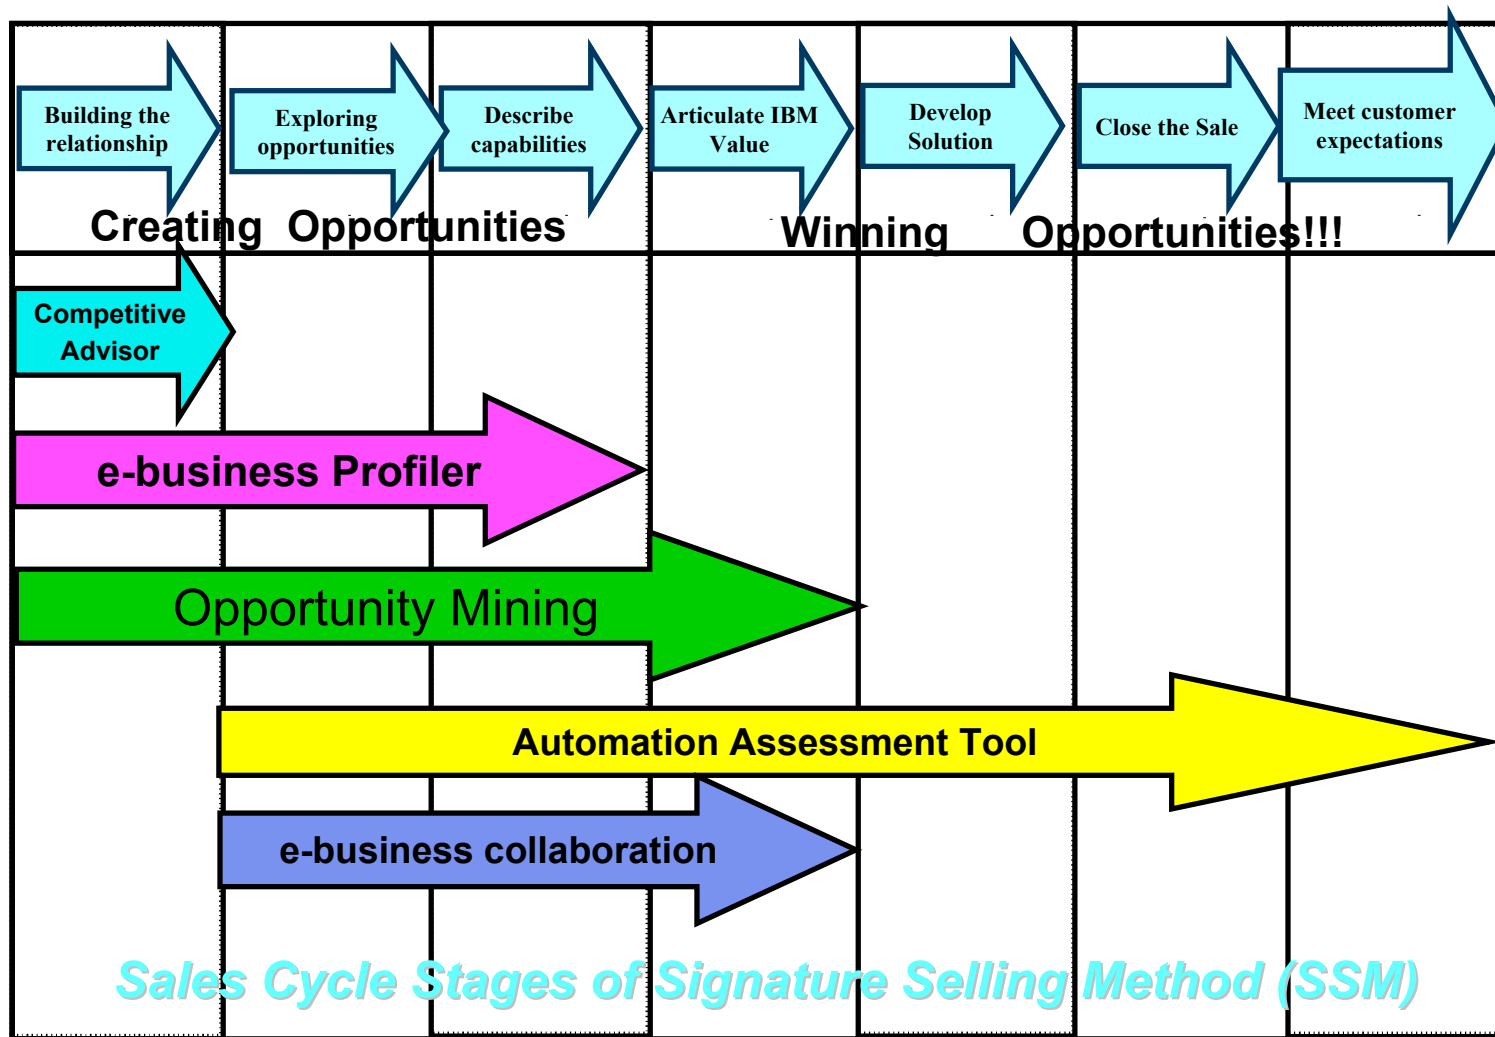 Building the
relationship
Exploring
opportunities
Describe
capabilities
Articulate IBM
Value
Develop
Solution
Close the Sale
Meet customer
expectations
Creating Opportunities
Winning Opportunities!!!
Competitive
Advisor
e-business Profiler
Opportunity Mining
Automation Assessment Tool
e-business collaboration
Sales Cycle Stages of Signature Selling Method (SSM)